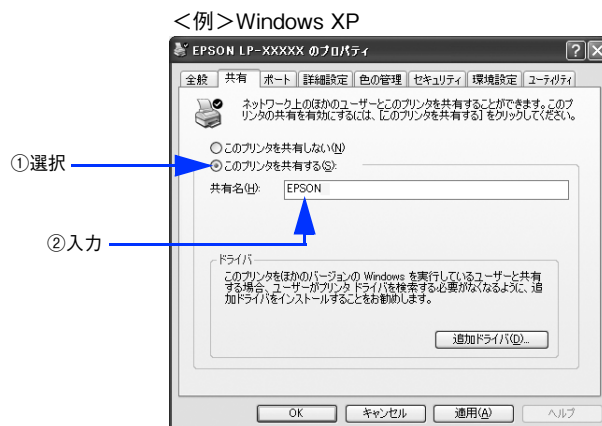 ＜例＞Windows XP
EPSON LP-XXXXX のプロパティ
全般 共有 ポート 詳細設定 色の管理 セキュリティ 環境設定 ユーティリティ
ネットワーク上のほかのユーザーとこのプリンタを共有することができます。このプ
リンタの共有を有効にするには、[このプリンタを共有する] をクリックしてください。
このプリンタを共有しない(N)
①選択
このプリンタを共有する(S):
共有名(H): EPSON
②入力
ドライバ
このプリンタをほかのバージョンの Windows を実行しているユーザーと共有
する場合、ユーザーがプリンタ ドライバを検索する必要がなくなるように、追
加ドライバをインストールすることをお勧めします。
追加ドライバ(D)...
OK キャンセル 適用(A) ヘルプ